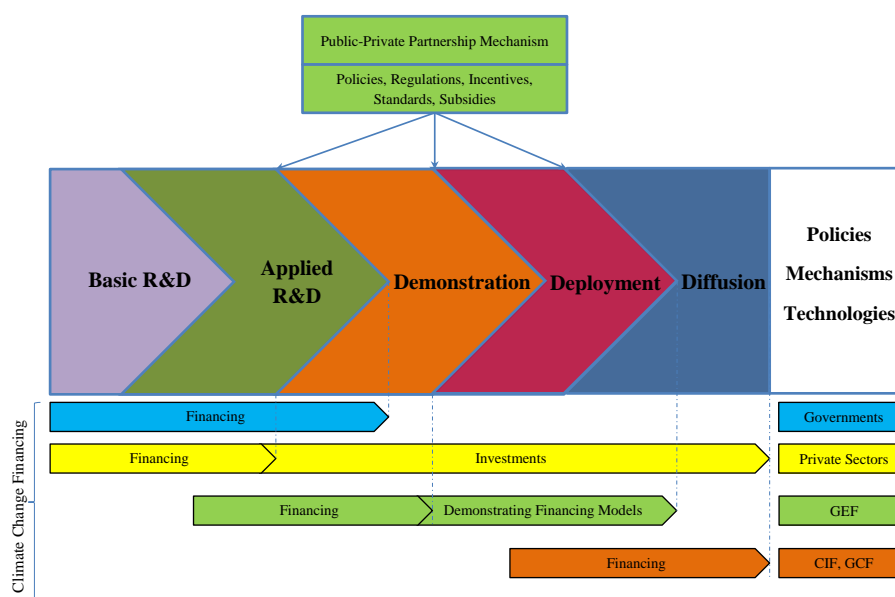 Public-Private Partnership Mechanism
Policies, Regulations, Incentives,
Standards, Subsidies
Basic R&D
Applied
R&D
Demonstration
Deployment
Diffusion
Policies
Mechanisms
Technologies
Climate Change Financing
Financing
Governments
Financing
Investments
Private Sectors
Financing
Demonstrating Financing Models
GEF
Financing
CIF, GCF